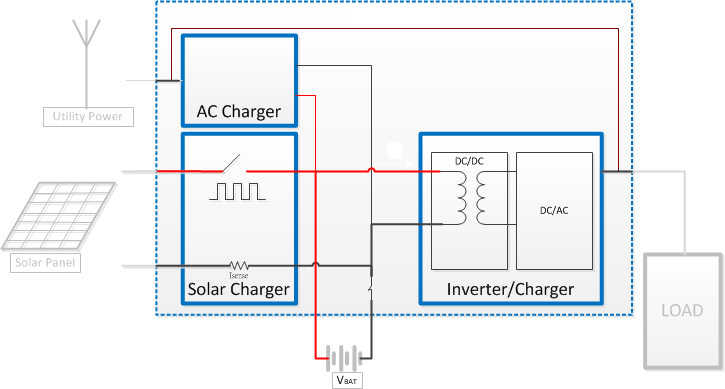 Utility Power
AC Charger
DC/DC
DC/AC
Solar Panel
Isense
Solar Charger
Inverter/Charger
LOAD
VBAT